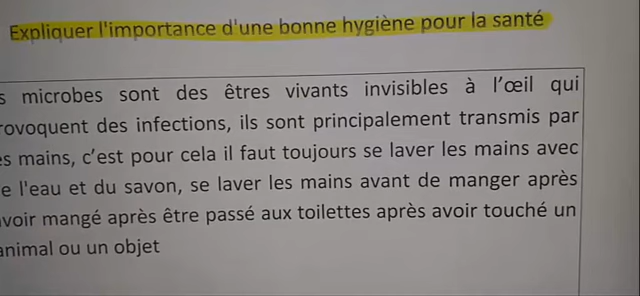 Expliquer l'importance d'une bonne hygiène pour la santé
s microbes sont des êtres vivants invisibles à l'œil qui
rovoquent des infections, ils sont principalement transmis par
es mains, c'est pour cela il faut toujours se laver les mains avec
e l'eau et du savon, se laver les mains avant de manger après
avoir mangé après être passé aux toilettes après avoir touché un
animal ou un objet